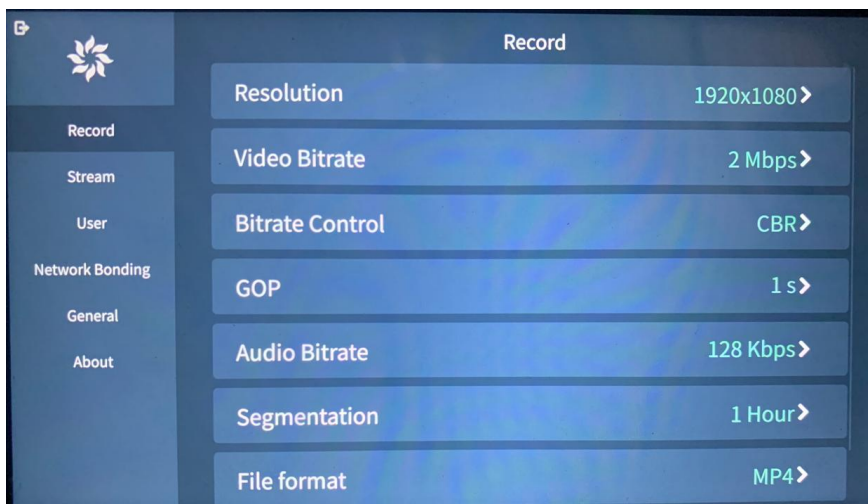 Record
Record
Stream
User
Network Bonding
General
About
Resolution 1920x1080
Video Bitrate 2 Mbps
Bitrate Control CBR
GOP 1 s
Audio Bitrate 128 Kbps
Segmentation 1 Hour
File format MP4